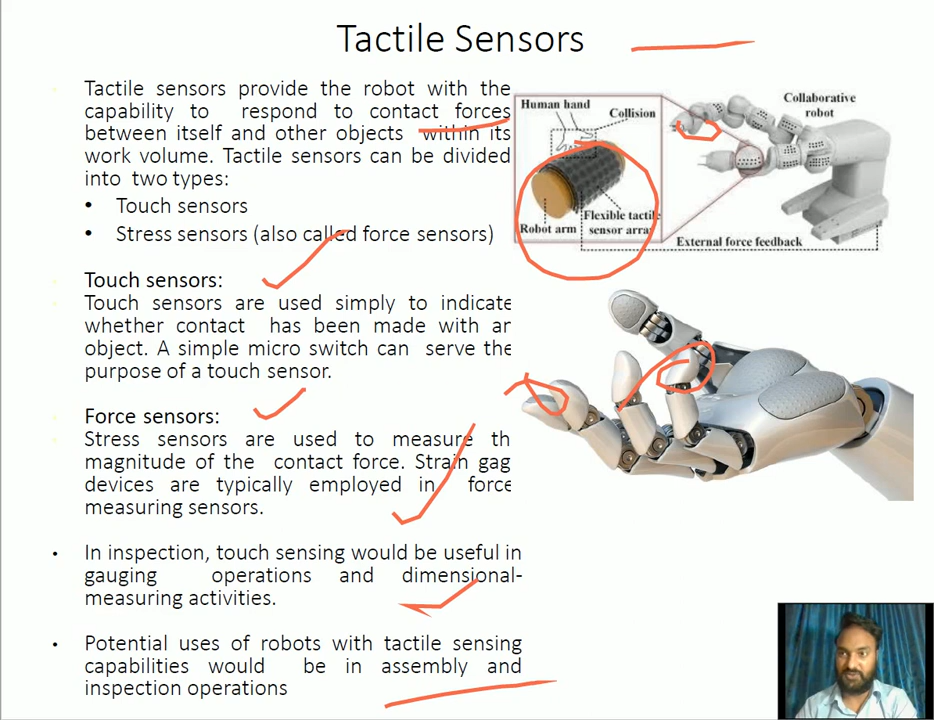 Tactile Sensors
Tactile sensors provide the robot with the
capability to respond to contact forces
between itself and other objects within its
work volume. Tactile sensors can be divided
into two types:
• Touch sensors
• Stress sensors (also called force sensors)
Touch sensors:
Touch sensors are used simply to indicate
whether contact has been made with an
object. A simple micro switch can serve the
purpose of a touch sensor.
Force sensors:
Stress sensors are used to measure th
magnitude of the contact force. Strain gag
devices are typically employed in force
measuring sensors.
• In inspection, touch sensing would be useful in
gauging operations and dimensional-
measuring activities.
• Potential uses of robots with tactile sensing
capabilities would be in assembly and
inspection operations
Human hand
Collision
Flexible tactile
Robot arm sensor array
Collaborative
robot
External force feedback